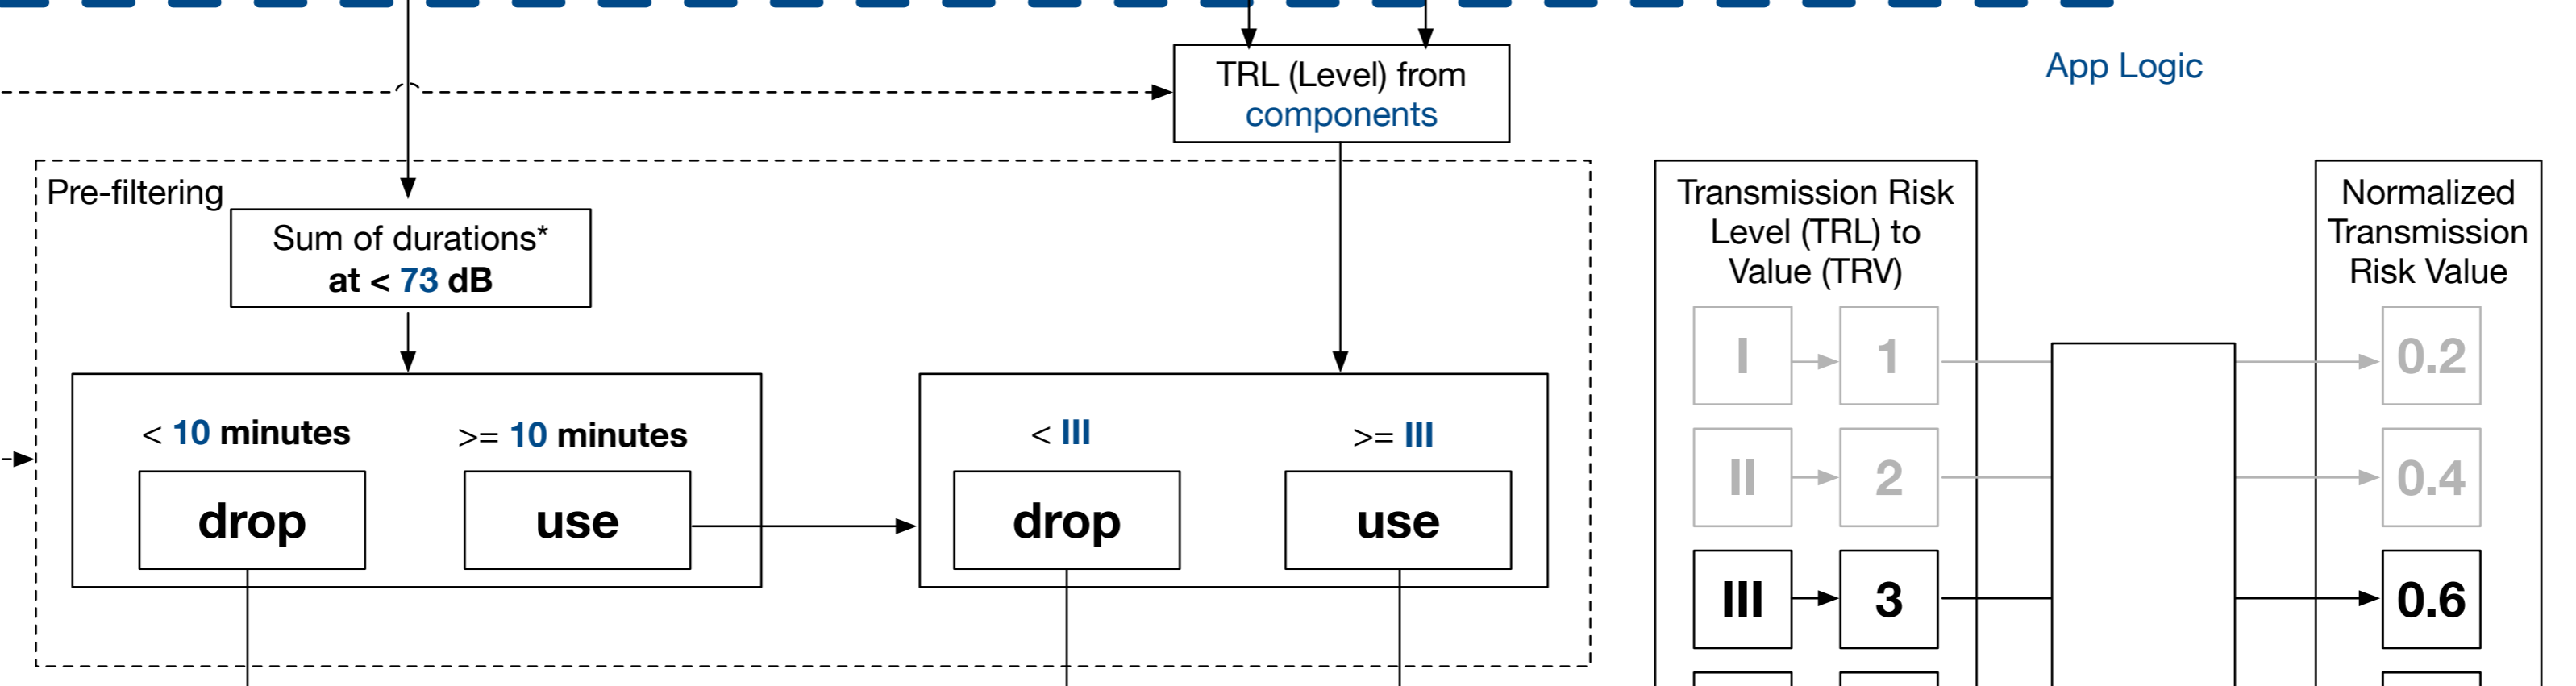 TRL (Level) from
components
App Logic
Pre-filtering
Sum of durations*
at < 73 dB
< 10 minutes
>= 10 minutes
drop
use
< III
>= III
drop
use
Transmission Risk
Level (TRL) to
Value (TRV)
I
1
II
2
III
3
Normalized
Transmission
Risk Value
0.2
0.4
0.6